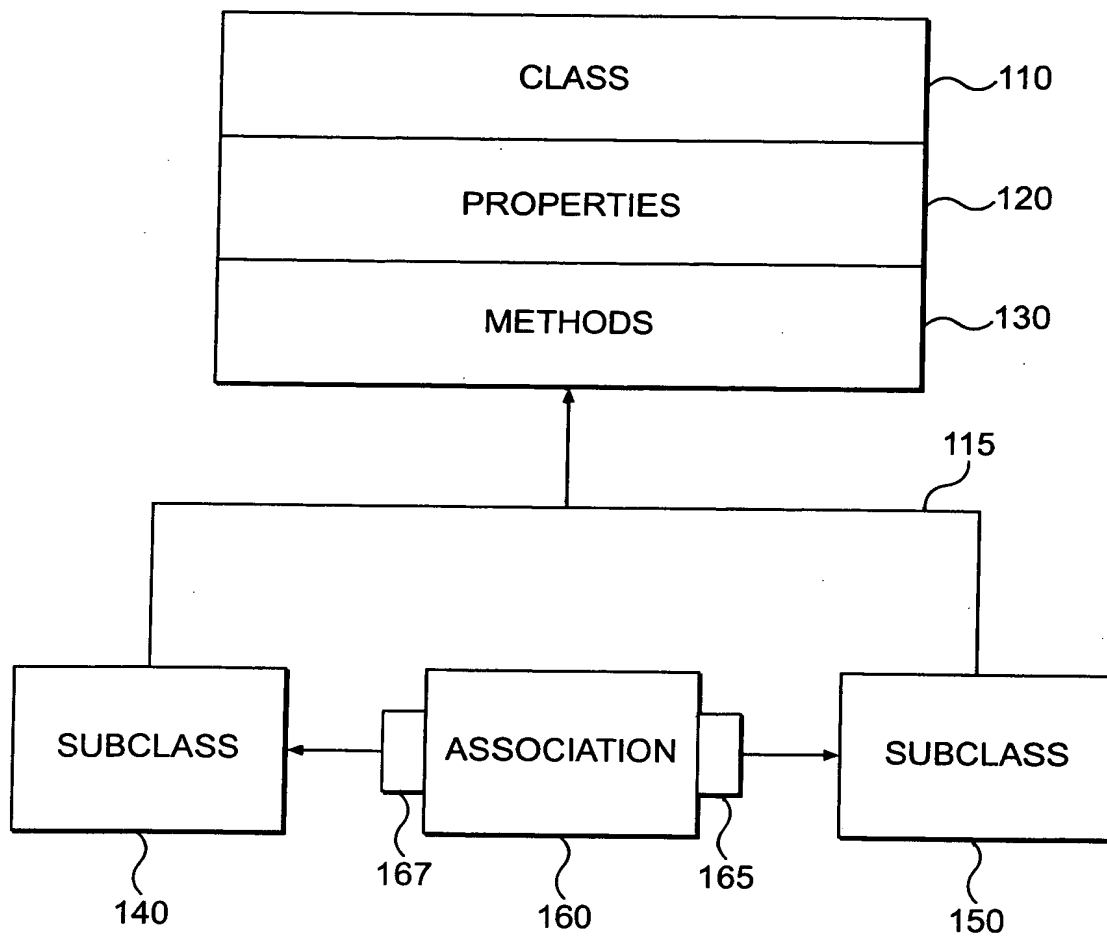 CLASS
110
PROPERTIES
120
METHODS
130
115
SUBCLASS
ASSOCIATION
SUBCLASS
167
165
140
160
150